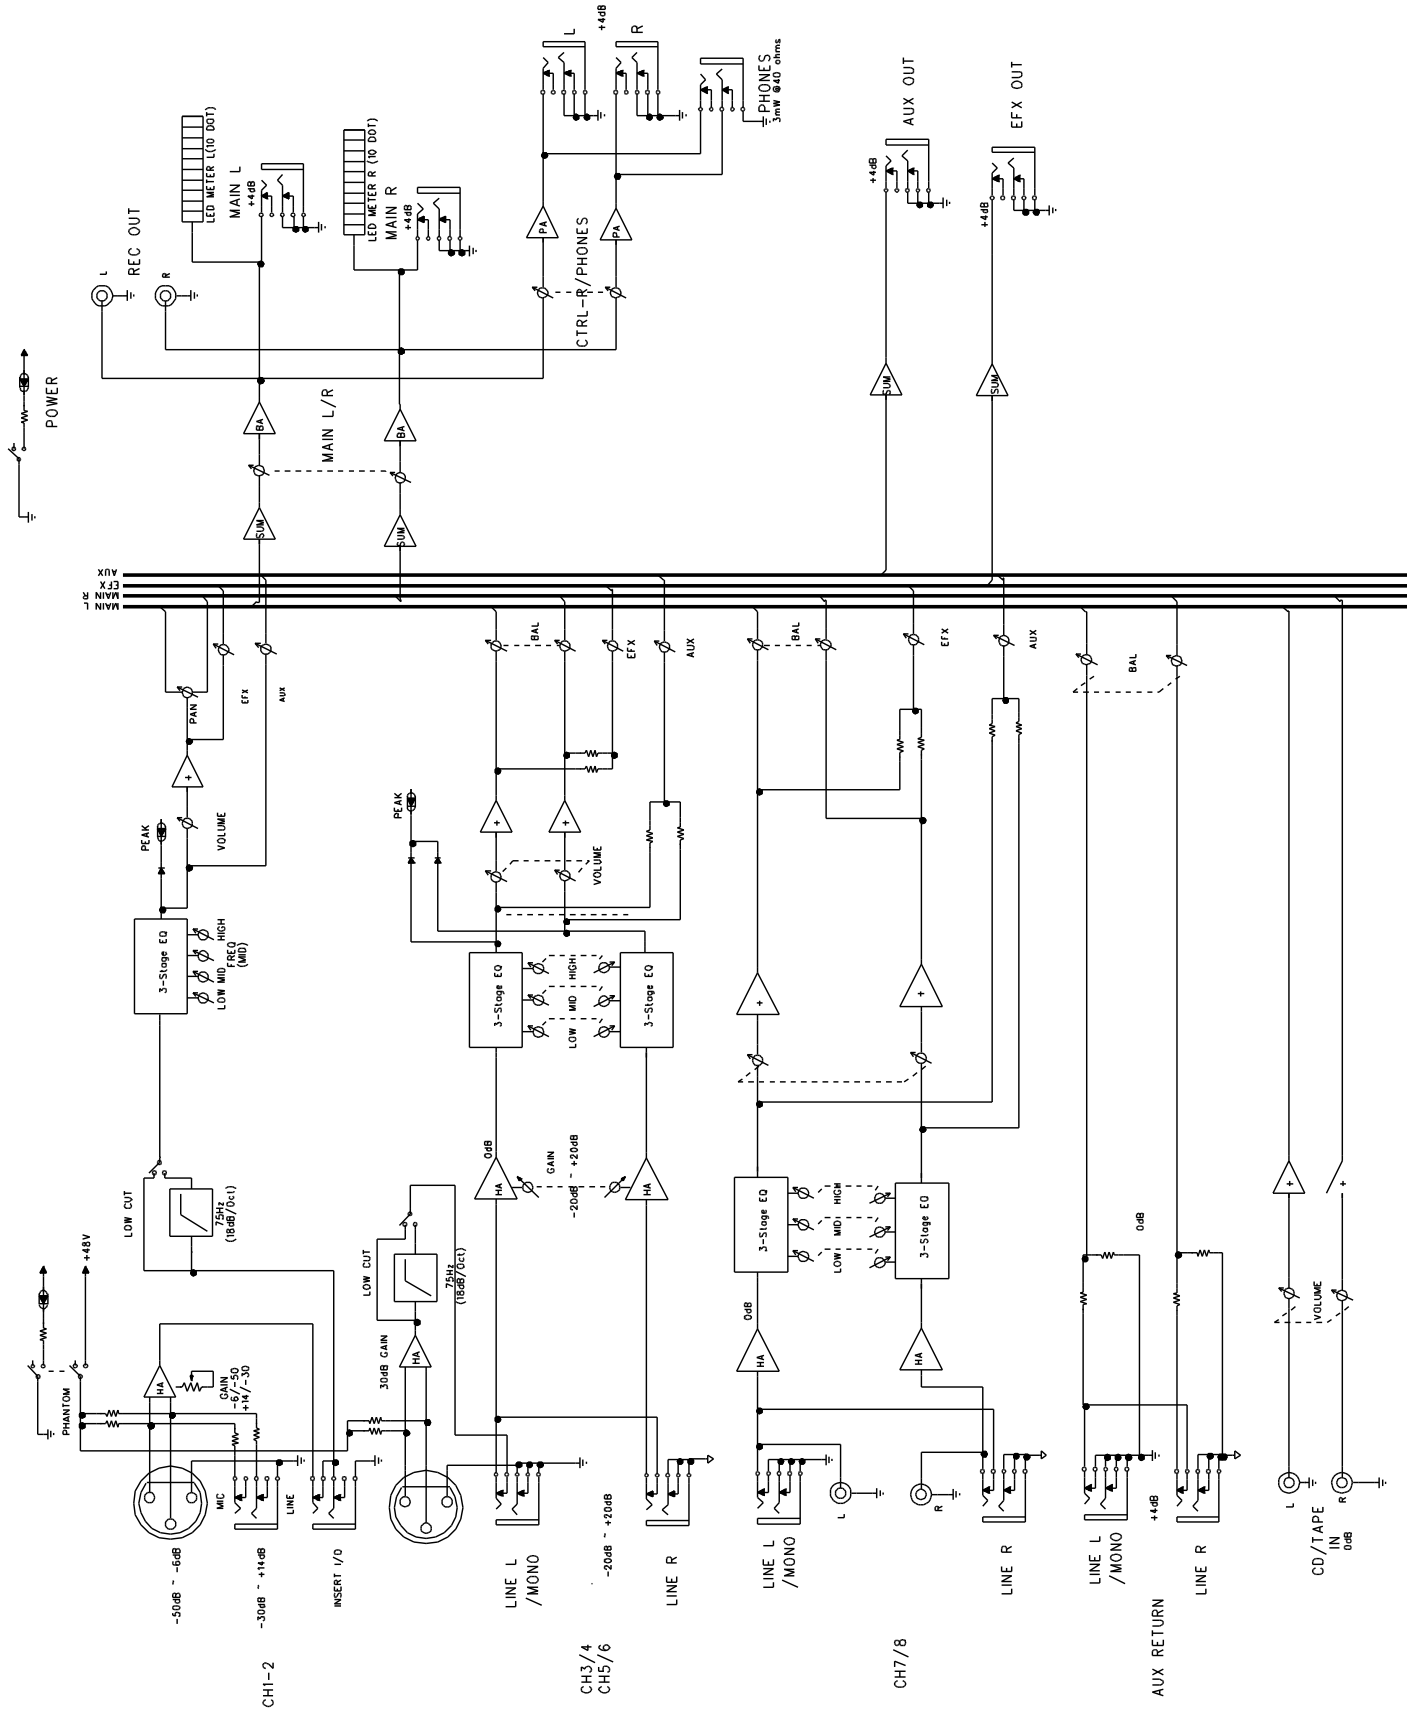 CH1-2
-50dB ~ -6dB
-30dB ~ +14dB
INSERT I/O
MIC
LINE
PHANTOM
+48V
HA
GAIN
-6/-50
+14/-30
LOW CUT
75Hz
(18dB/Oct)
3-Stage EQ
LOW
MID
FREQ
(MID)
HIGH
PEAK
VOLUME
+
PAN
EFX
AUX
CH3/4
CH5/6
LINE L
/MONO
-20dB ~ +20dB
LINE R
30dB GAIN
HA
LOW CUT
75Hz
(18dB/Oct)
HA
0dB
GAIN
-20dB ~ +20dB
HA
3-Stage EQ
LOW
MID
HIGH
3-Stage EQ
PEAK
VOLUME
+
+
BAL
EFX
AUX
CH7/8
LINE L
/MONO
L
R
LINE R
HA
0dB
HA
3-Stage EQ
LOW
MID
HIGH
3-Stage EQ
+
+
BAL
EFX
AUX
AUX RETURN
LINE L
/MONO
+4dB
LINE R
0dB
BAL
CD/TAPE
IN
0dB
L
R
VOLUME
+
+
MAIN L
MAIN R
EFX
AUX
POWER
SUM
SUM
MAIN L/R
BA
BA
REC OUT
L
R
LED METER L(10 DOT)
MAIN L
+4dB
LED METER R (10 DOT)
MAIN R
+4dB
CTRL-R/PHONES
PA
PA
L
+4dB
R
PHONES
3mW @40 ohms
SUM
SUM
+4dB
AUX OUT
+4dB
EFX OUT